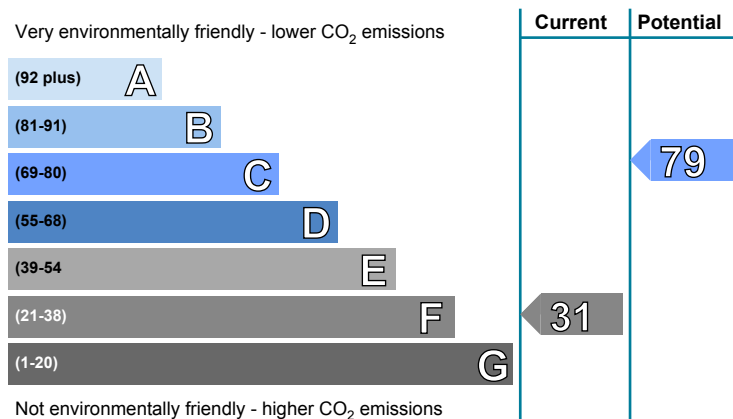 Current Potential
Very environmentally friendly - lower CO₂ emissions
(92 plus) A
(81-91) B
(69-80) C
79
(55-68) D
(39-54 E
(21-38) F
31
(1-20) G
Not environmentally friendly - higher CO₂ emissions